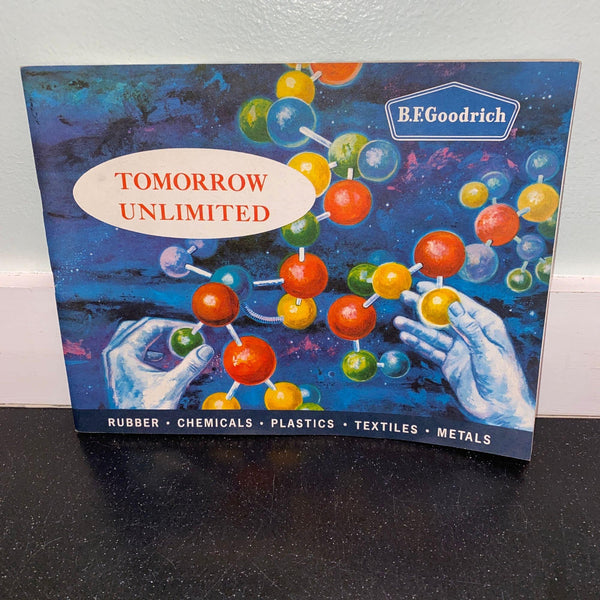 B.F.Goodrich
TOMORROW
UNLIMITED
RUBBER • CHEMICALS • PLASTICS • TEXTILES • METALS